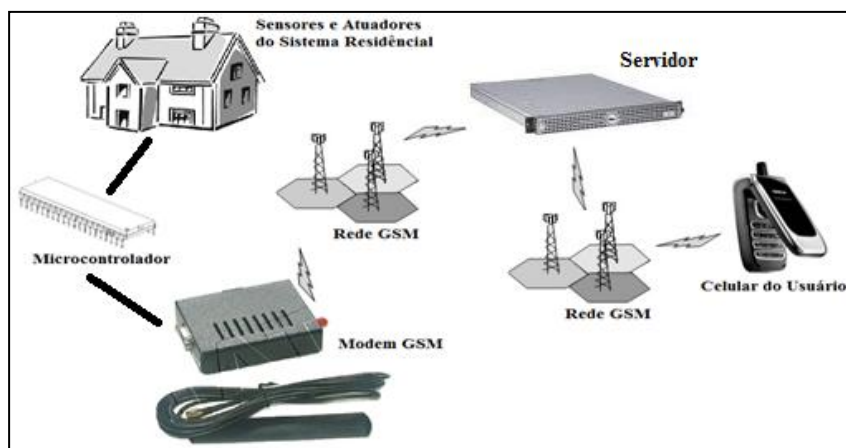 Sensores e Atuadores
do Sistema Residêncial
Servidor
Rede GSM
Microcontrolador
Rede GSM
Celular do Usuário
Modem GSM